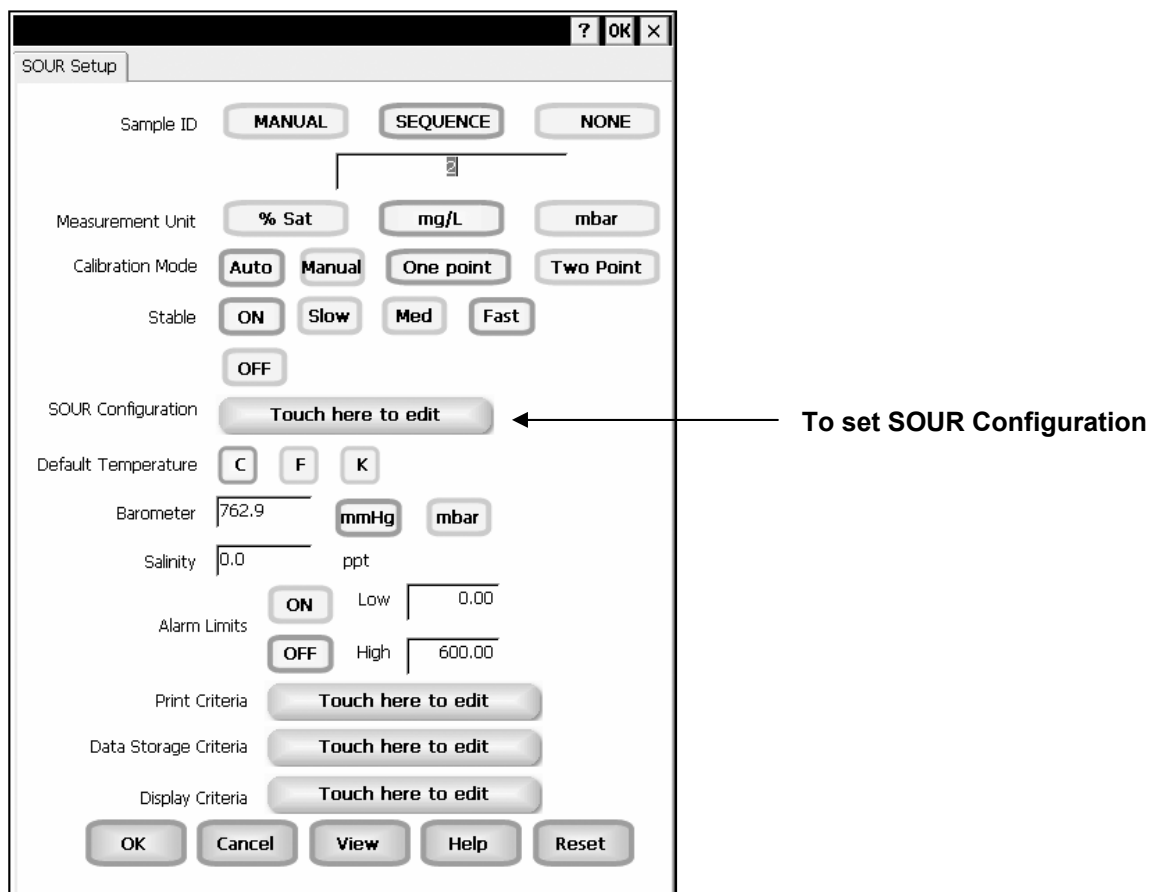 ? OK ×
SOUR Setup
Sample ID MANUAL SEQUENCE NONE
2
Measurement Unit % Sat mg/L mbar
Calibration Mode Auto Manual One point Two Point
Stable ON Slow Med Fast
OFF
SOUR Configuration Touch here to edit To set SOUR Configuration
Default Temperature C F K
Barometer 762.9 mmHg mbar
Salinity 0.0 ppt
ON Low 0.00
Alarm Limits
OFF High 600.00
Print Criteria Touch here to edit
Data Storage Criteria Touch here to edit
Display Criteria Touch here to edit
OK Cancel View Help Reset